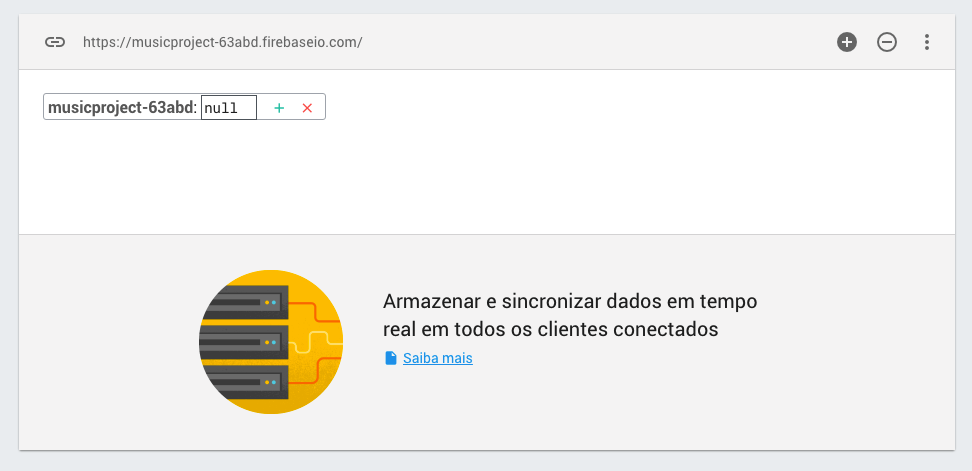 https://musicproject-63abd.firebaseio.com/
musicproject-63abd: null
Armazenar e sincronizar dados em tempo
real em todos os clientes conectados
Saiba mais